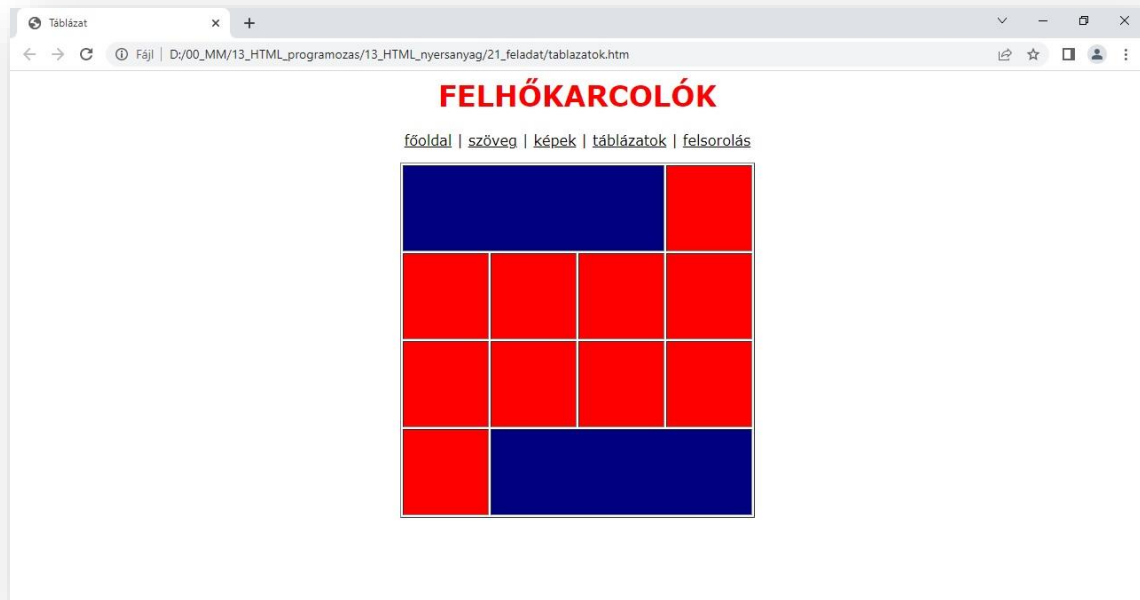 Táblázat
Fájl | D:/00_MM/13_HTML_programozas/13_HTML_nyersanyag/21_feladat/tablazatok.htm
FELHŐKARCOLÓK
főoldal | szöveg | képek | táblázatok | felsorolás